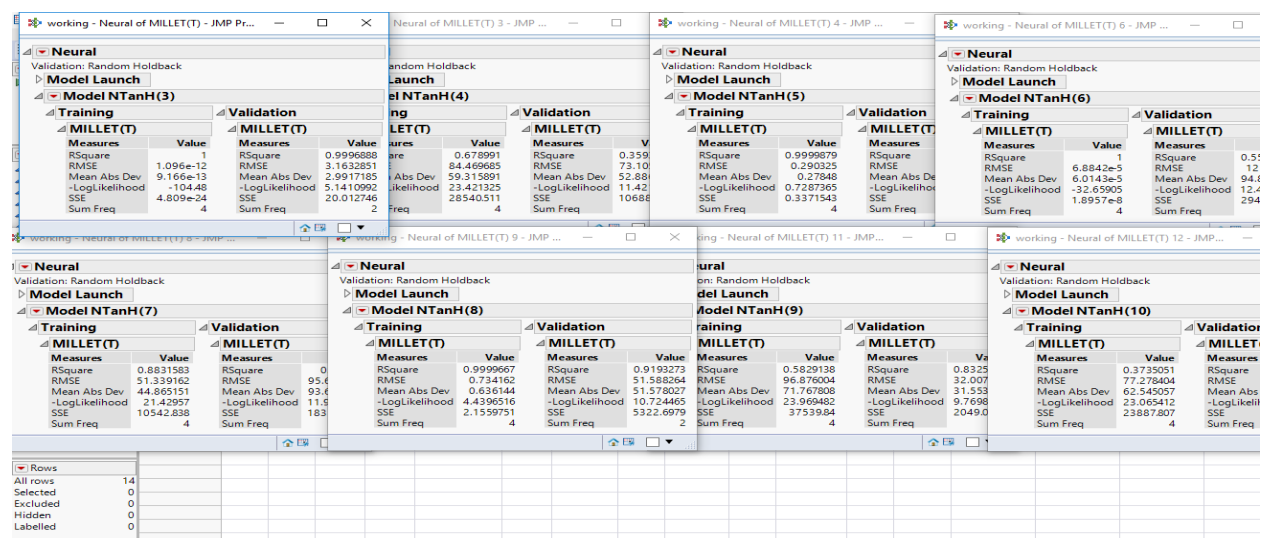 working - Neural of MILLET(T) - JMP Pr...
Neural of MILLET(T) 3 - JMP ...
working - Neural of MILLET(T) 4 - JMP ...
working - Neural of MILLET(T) 6 - JMP ...
Neural
Validation: Random Holdback
Model Launch
Model NTanH(3)
Training Validation
MILLET(T) MILLET(T)
Measures Value Measures Value
RSquare 1 RSquare 0.9996888
RMSE 1.096e-12 RMSE 3.1632851
Mean Abs Dev 9.166e-13 Mean Abs Dev 2.9917185
-LogLikelihood -104.48 -LogLikelihood 5.1410992
SSE 4.809e-24 SSE 20.012746
Sum Freq 4 Sum Freq 2
andom Holdback
Launch
el NTanH(4)
ng Validation
LET(T) MILLET(T)
ures Value Measures V
are 0.678991 RSquare 0.359
84.469685 RMSE 73.10
Abs Dev 59.315891 Mean Abs Dev 52.88
Likelihood 23.421325 -LogLikelihood 11.42
28540.511 SSE 10688
Freq 4 Sum Freq
Neural
Validation: Random Holdback
Model Launch
Model NTanH(5)
Training Validation
MILLET(T) MILLET(T)
Measures Value Measures
RSquare 0.9999879 RSquare
RMSE 0.290325 RMSE
Mean Abs Dev 0.27848 Mean Abs De
-LogLikelihood 0.7287365 -LogLikelihoo
SSE 0.3371543 SSE
Sum Freq 4 Sum Freq
Neural
Validation: Random Holdback
Model Launch
Model NTanH(6)
Training Validation
MILLET(T) MILLET(T)
Measures Value Measures
RSquare 1 RSquare 0.55
RMSE 6.8842e-5 RMSE 12
Mean Abs Dev 6.0143e-5 Mean Abs Dev 94.8
-LogLikelihood -32.65905 -LogLikelihood 12.4
SSE 1.8957e-8 SSE 294
Sum Freq 4 Sum Freq
working - Neural of MILLET(T) 8 - JMP ...
working - Neural of MILLET(T) 9 - JMP ...
king - Neural of MILLET(T) 11 - JMP...
working - Neural of MILLET(T) 12 - JMP...
Neural
Validation: Random Holdback
Model Launch
Model NTanH(7)
Training Validation
MILLET(T) MILLET(T)
Measures Value Measures
RSquare 0.8831583 RSquare 0
RMSE 51.339162 RMSE 95.6
Mean Abs Dev 44.865151 Mean Abs Dev 93.6
-LogLikelihood 21.42957 -LogLikelihood 11.9
SSE 10542.838 SSE 183
Sum Freq 4 Sum Freq
Neural
Validation: Random Holdback
Model Launch
Model NTanH(8)
Training Validation
MILLET(T) MILLET(T)
Measures Value Measures Value
RSquare 0.9999667 RSquare 0.9193273
RMSE 0.734162 RMSE 51.588264
Mean Abs Dev 0.636144 Mean Abs Dev 51.578027
-LogLikelihood 4.4396516 -LogLikelihood 10.724465
SSE 2.1559751 SSE 5322.6979
Sum Freq 4 Sum Freq 2
ural
on: Random Holdback
del Launch
Model NTanH(9)
raining Validation
MILLET(T) MILLET(T)
Measures Value Measures Va
RSquare 0.5829138 RSquare 0.8325
RMSE 96.876004 RMSE 32.007
Mean Abs Dev 71.767808 Mean Abs Dev 31.553
-LogLikelihood 23.969482 -LogLikelihood 9.7698
SSE 37539.84 SSE 2049.0
Sum Freq 4 Sum Freq
Neural
Validation: Random Holdback
Model Launch
Model NTanH(10)
Training Validatio
MILLET(T) MILLET
Measures Value Measures
RSquare 0.3735051 RSquare
RMSE 77.278404 RMSE
Mean Abs Dev 62.545057 Mean Abs
-LogLikelihood 23.065412 -LogLikeli
SSE 23887.807 SSE
Sum Freq 4 Sum Freq
Rows
All rows 14
Selected 0
Excluded 0
Hidden 0
Labelled 0